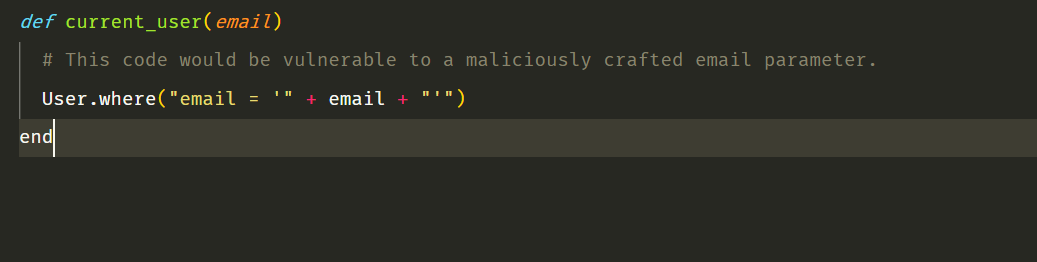 def current_user(email)
# This code would be vulnerable to a maliciously crafted email parameter.
User.where("email = '" + email + "'")
end